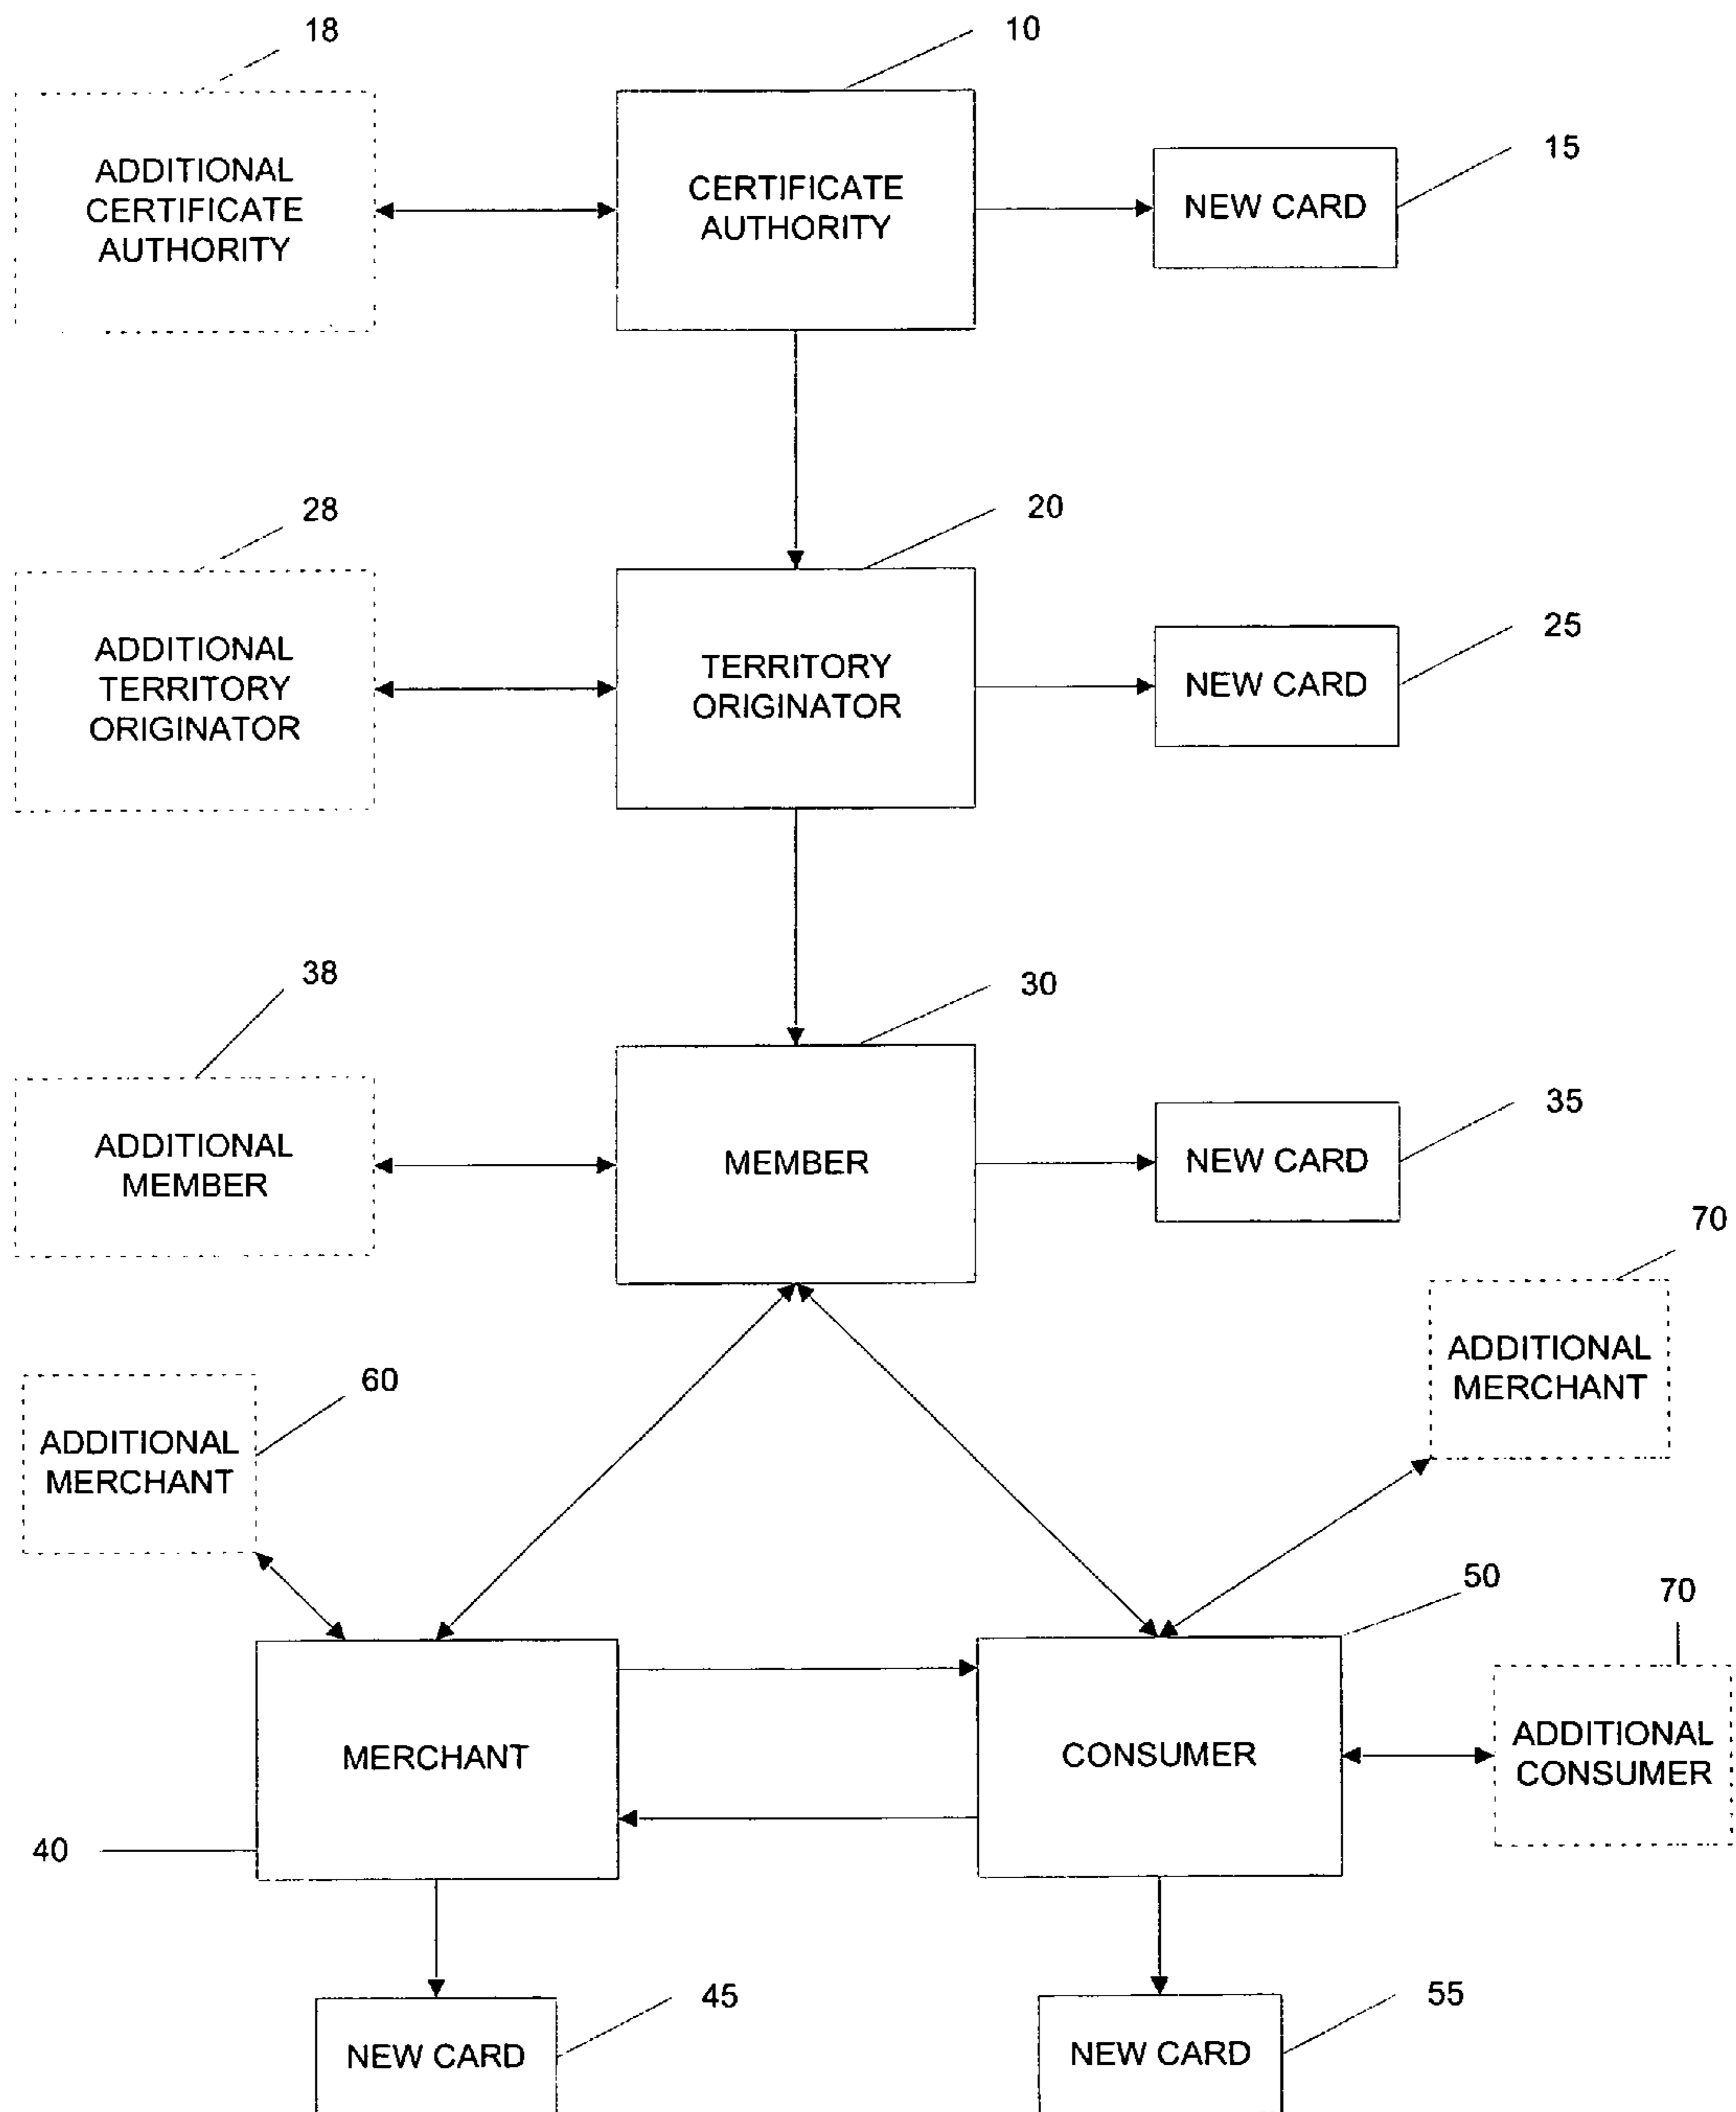 18
10
ADDITIONAL
CERTIFICATE
AUTHORITY
CERTIFICATE
AUTHORITY
NEW CARD
15
28
20
ADDITIONAL
TERRITORY
ORIGINATOR
TERRITORY
ORIGINATOR
NEW CARD
25
38
30
ADDITIONAL
MEMBER
MEMBER
NEW CARD
35
70
ADDITIONAL
MERCHANT
60
ADDITIONAL
MERCHANT
50
70
MERCHANT
CONSUMER
ADDITIONAL
CONSUMER
40
45
55
NEW CARD
NEW CARD